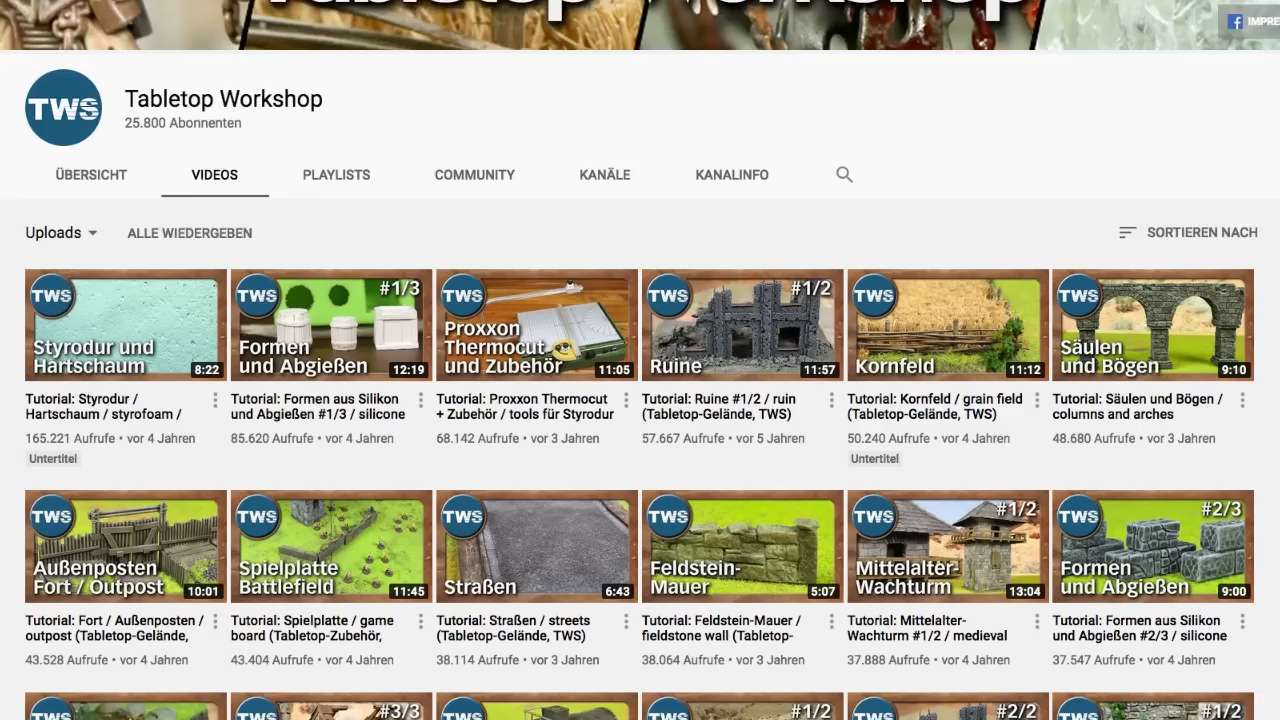 Tabletop Workshop
IMPRE
TWS
Tabletop Workshop
25.800 Abonnenten
ÜBERSICHT
VIDEOS
PLAYLISTS
COMMUNITY
KANÄLE
KANALINFO
Uploads
ALLE WIEDERGEBEN
SORTIEREN NACH
TWS
Styrodur und
Hartschaum
8:22
TWS
#1/3
Formen
und Abgießen
12:19
TWS
Proxxon
Thermocut
und Zubehör
11:05
TWS
#1/2
Ruine
11:57
TWS
Kornfeld
11:12
TWS
Säulen
und Bögen
9:10
Tutorial: Styrodur /
Hartschaum / styrofoam /
165.221 Aufrufe • vor 4 Jahren
Untertitel
Tutorial: Formen aus Silikon
und Abgießen #1/3 / silicone
85.620 Aufrufe • vor 4 Jahren
Tutorial: Proxxon Thermocut
+ Zubehör / tools für Styrodur
68.142 Aufrufe • vor 3 Jahren
Tutorial: Ruine #1/2 / ruin
(Tabletop-Gelände, TWS)
57.667 Aufrufe • vor 5 Jahren
Tutorial: Kornfeld / grain field
(Tabletop-Gelände, TWS)
50.240 Aufrufe • vor 4 Jahren
Untertitel
Tutorial: Säulen und Bögen /
columns and arches
48.680 Aufrufe • vor 3 Jahren
TWS
Außenposten
Fort / Outpost
10:01
TWS
Spielplatte
Battlefield
11:45
TWS
Straßen
6:43
TWS
Feldstein-
Mauer
5:07
TWS
#1/2
Mittelalter-
Wachturm
13:04
TWS
#2/3
Formen
und Abgießen
9:00
Tutorial: Fort / Außenposten /
outpost (Tabletop-Gelände,
43.528 Aufrufe • vor 4 Jahren
Tutorial: Spielplatte / game
board (Tabletop-Zubehör,
43.404 Aufrufe • vor 4 Jahren
Tutorial: Straßen / streets
(Tabletop-Gelände, TWS)
38.114 Aufrufe • vor 3 Jahren
Tutorial: Feldstein-Mauer /
fieldstone wall (Tabletop-
38.064 Aufrufe • vor 3 Jahren
Tutorial: Mittelalter-
Wachturm #1/2 / medieval
37.888 Aufrufe • vor 4 Jahren
Tutorial: Formen aus Silikon
und Abgießen #2/3 / silicone
37.547 Aufrufe • vor 4 Jahren
TWS
TWS
#3/3
TWS
TWS
#1/2
TWS
#2/2
TWS
#1/2